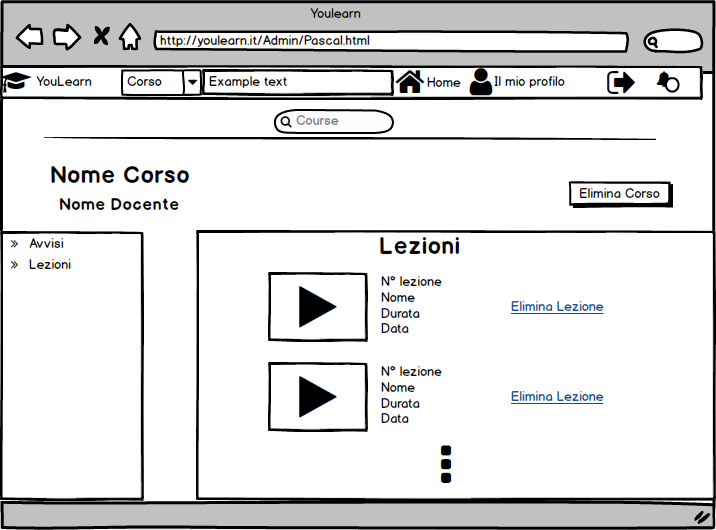 Youlearn
http://youlearn.it/Admin/Pascal.html
YouLearn Corso Example text Home Il mio profilo
Course
Nome Corso
Nome Docente
Elimina Corso
Avvisi
Lezioni
Lezioni
N° lezione
Nome
Durata
Data
Elimina Lezione
N° lezione
Nome
Durata
Data
Elimina Lezione